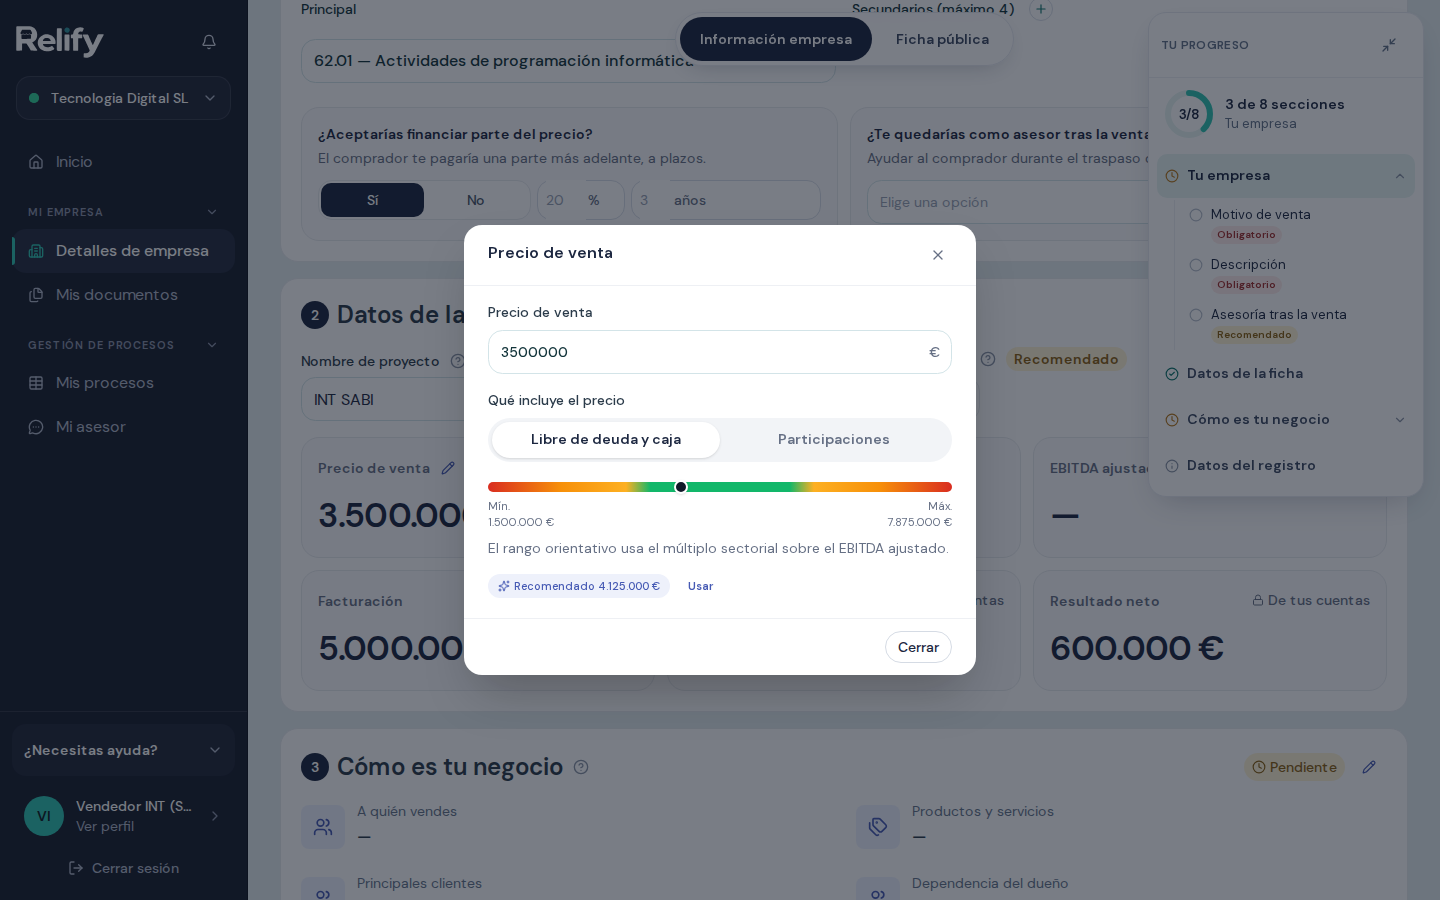 Relify
Tecnologia Digital SL
Inicio
MI EMPRESA
Detalles de empresa
Mis documentos
GESTIÓN DE PROCESOS
Mis procesos
Mi asesor
¿Necesitas ayuda?
VI
Vendedor INT (S...
Ver perfil
Cerrar sesión
Principal
Secundarios (máximo 4)
Información empresa
Ficha pública
62.01 — Actividades de programación informática
¿Aceptarías financiar parte del precio?
El comprador te pagaría una parte más adelante, a plazos.
Sí
No
20 %
3 años
¿Te quedarías como asesor tras la venta
Ayudar al comprador durante el traspaso
Elige una opción
2 Datos de la
Nombre de proyecto
Recomendado
INT SABI
Precio de venta
3.500.00
EBITDA ajusta
—
Facturación
5.000.00
ntas
Resultado neto
De tus cuentas
600.000 €
3 Cómo es tu negocio
Pendiente
A quién vendes
—
Productos y servicios
—
Principales clientes
Dependencia del dueño
TU PROGRESO
3/8
3 de 8 secciones
Tu empresa
Tu empresa
Motivo de venta
Obligatorio
Descripción
Obligatorio
Asesoría tras la venta
Recomendado
Datos de la ficha
Cómo es tu negocio
Datos del registro
Precio de venta
Precio de venta
3500000 €
Qué incluye el precio
Libre de deuda y caja
Participaciones
Mín.
1.500.000 €
Máx.
7.875.000 €
El rango orientativo usa el múltiplo sectorial sobre el EBITDA ajustado.
Recomendado 4.125.000 €
Usar
Cerrar